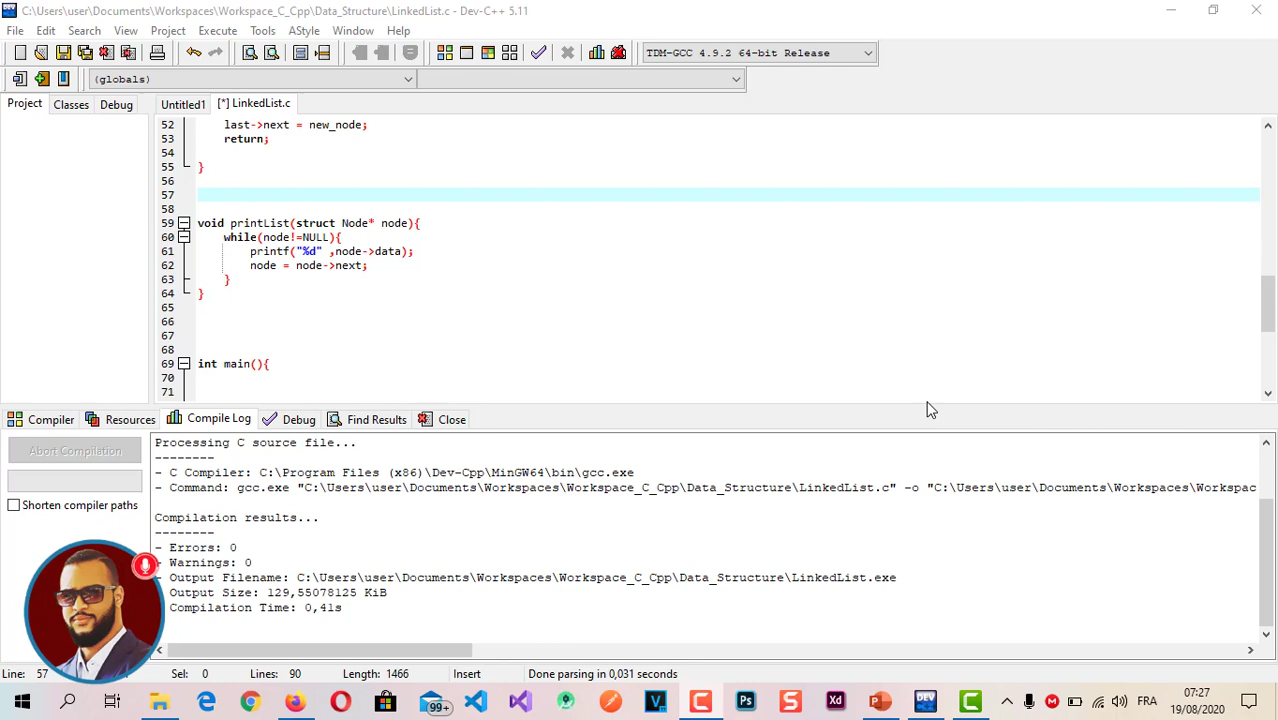 C:\Users\user\Documents\Workspaces\Workspace_C_Cpp\Data_Structure\LinkedList.c - Dev-C++ 5.11
File Edit Search View Project Execute Tools AStyle Window Help
TDM-GCC 4.9.2 64-bit Release
(globals)
Project Classes Debug Untitled1 [*] LinkedList.c
52 last->next = new_node;
53 return;
54
55 }
56
57
58
59 void printList(struct Node* node){
60 while(node!=NULL){
61 printf("%d" ,node->data);
62 node = node->next;
63 }
64 }
65
66
67
68
69 int main(){
70
71
Compiler Resources Compile Log Debug Find Results Close
Abort Compilation
Shorten compiler paths
Processing C source file...
--------
- C Compiler: C:\Program Files (x86)\Dev-Cpp\MinGW64\bin\gcc.exe
- Command: gcc.exe "C:\Users\user\Documents\Workspaces\Workspace_C_Cpp\Data_Structure\LinkedList.c" -o "C:\Users\user\Documents\Workspaces\Workspac
Compilation results...
--------
- Errors: 0
- Warnings: 0
- Output Filename: C:\Users\user\Documents\Workspaces\Workspace_C_Cpp\Data_Structure\LinkedList.exe
Output Size: 129,55078125 KiB
Compilation Time: 0,41s
Line: 57 Sel: 0 Lines: 90 Length: 1466 Insert Done parsing in 0,031 seconds
99+ Ps Xd DEV FRA 07:27
19/08/2020